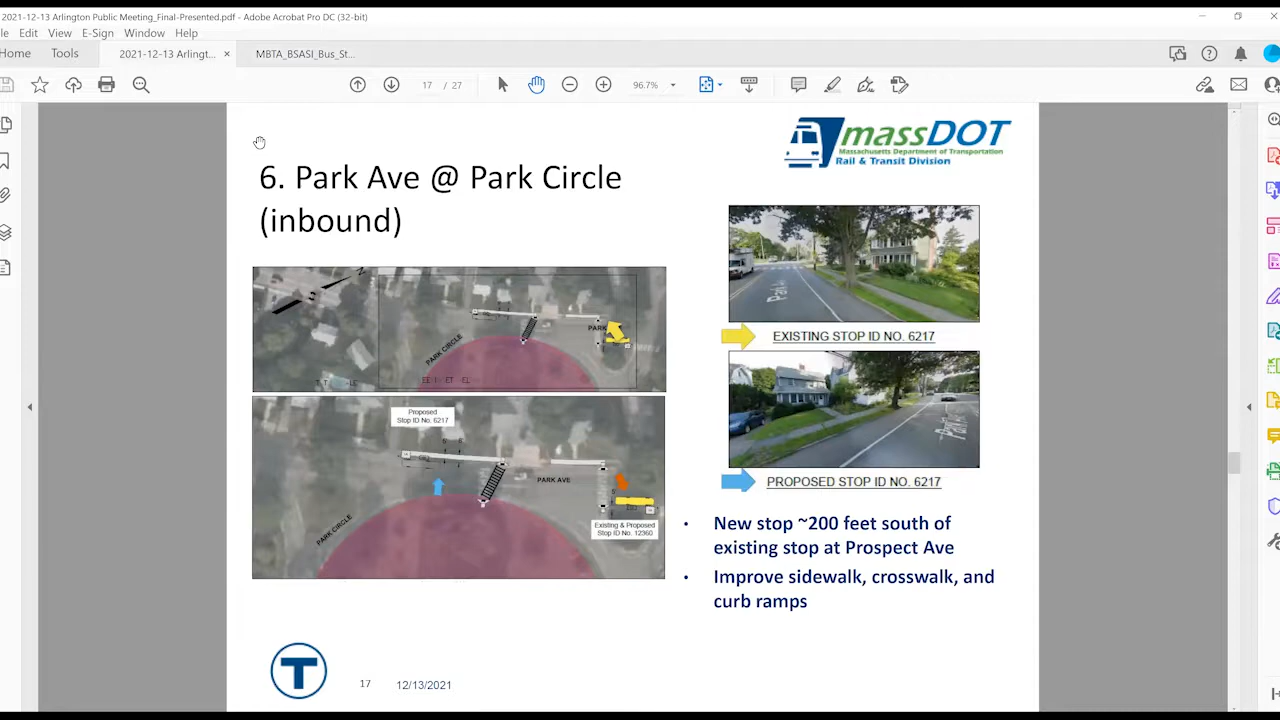 2021-12-13 Arlington Public Meeting_Final-Presented.pdf - Adobe Acrobat Pro DC (32-bit)
Edit View E-Sign Window Help
Home Tools 2021-12-13 Arlingt... × MBTA_BSASI_Bus_St...
17 / 27 96.7%
massDOT
Massachusetts Department of Transportation
Rail & Transit Division
6. Park Ave @ Park Circle
(inbound)
PARK
PARK CIRCLE
EXISTING STOP ID NO. 6217
Proposed
Stop ID No. 6217
PARK AVE
PARK CIRCLE
Existing & Proposed
Stop ID No. 12360
PROPOSED STOP ID NO. 6217
• New stop ~200 feet south of
existing stop at Prospect Ave
• Improve sidewalk, crosswalk, and
curb ramps
T
17 12/13/2021